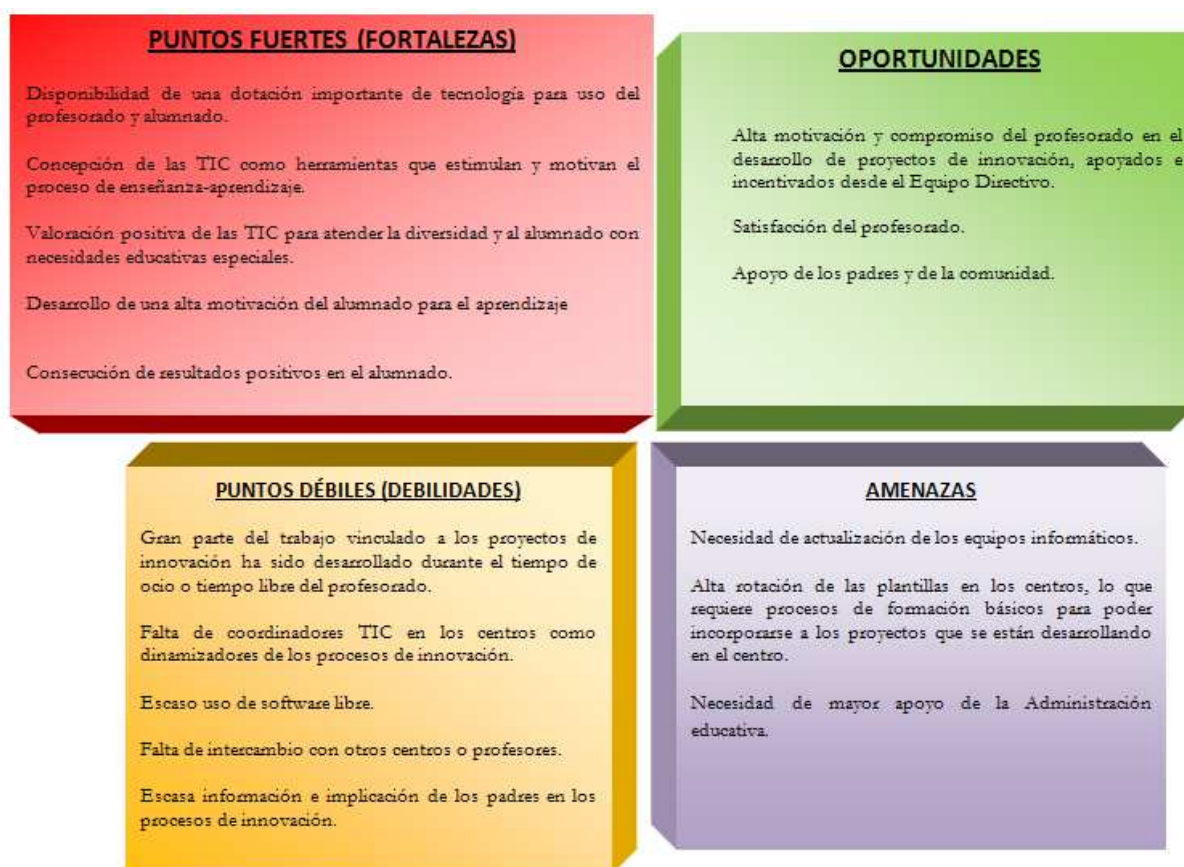 PUNTOS FUERTES (FORTALEZAS)
Disponibilidad de una dotación importante de tecnología para uso del
profesorado y alumnado.
Concepción de las TIC como herramientas que estimulan y motivan el
proceso de enseñanza-aprendizaje.
Valoración positiva de las TIC para atender la diversidad y al alumnado con
necesidades educativas especiales.
Desarrollo de una alta motivación del alumnado para el aprendizaje
Consecución de resultados positivos en el alumnado.
OPORTUNIDADES
Alta motivación y compromiso del profesorado en el
desarrollo de proyectos de innovación, apoyados e
incentivados desde el Equipo Directivo.
Satisfacción del profesorado.
Apoyo de los padres y de la comunidad.
PUNTOS DÉBILES (DEBILIDADES)
Gran parte del trabajo vinculado a los proyectos de
innovación ha sido desarrollado durante el tiempo de
ocio o tiempo libre del profesorado.
Falta de coordinadores TIC en los centros como
dinamizadores de los procesos de innovación.
Escaso uso de software libre.
Falta de intercambio con otros centros o profesores.
Escasa información e implicación de los padres en los
procesos de innovación.
AMENAZAS
Necesidad de actualización de los equipos informáticos.
Alta rotación de las plantillas en los centros, lo que
requiere procesos de formación básicos para poder
incorporarse a los proyectos que se están desarrollando
en el centro.
Necesidad de mayor apoyo de la Administración
educativa.